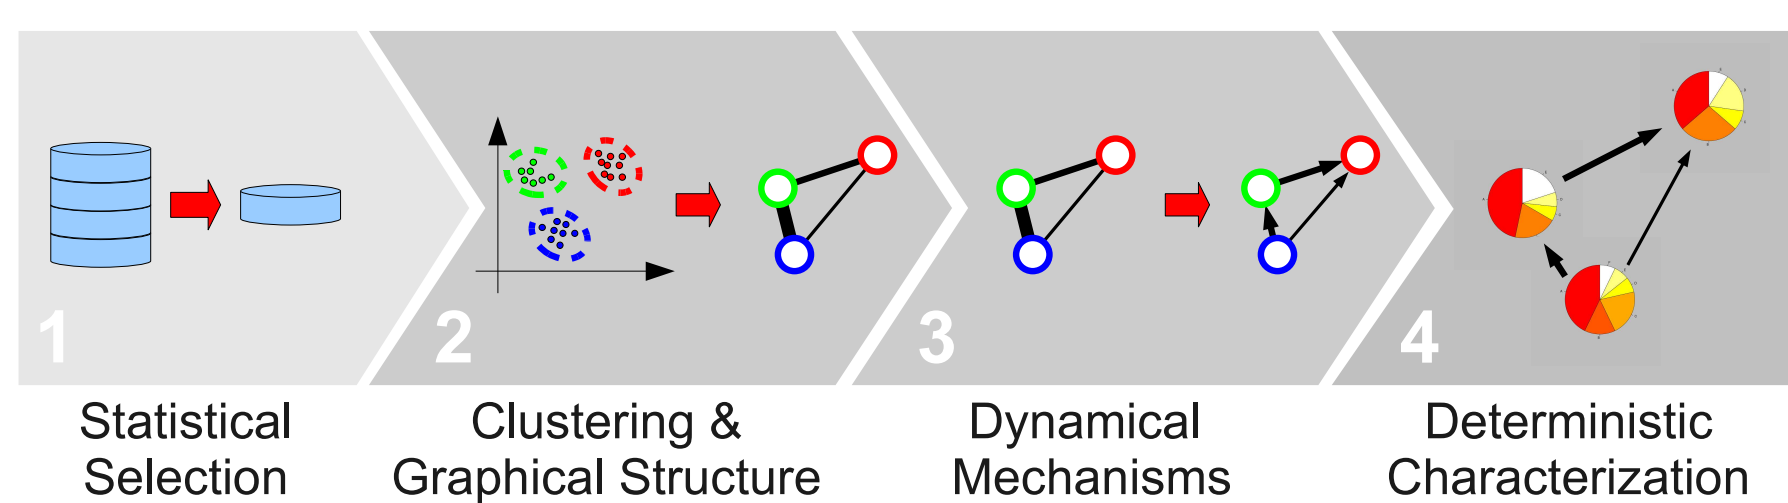 1
2
3
4
Statistical
Selection
Clustering &
Graphical Structure
Dynamical
Mechanisms
Deterministic
Characterization